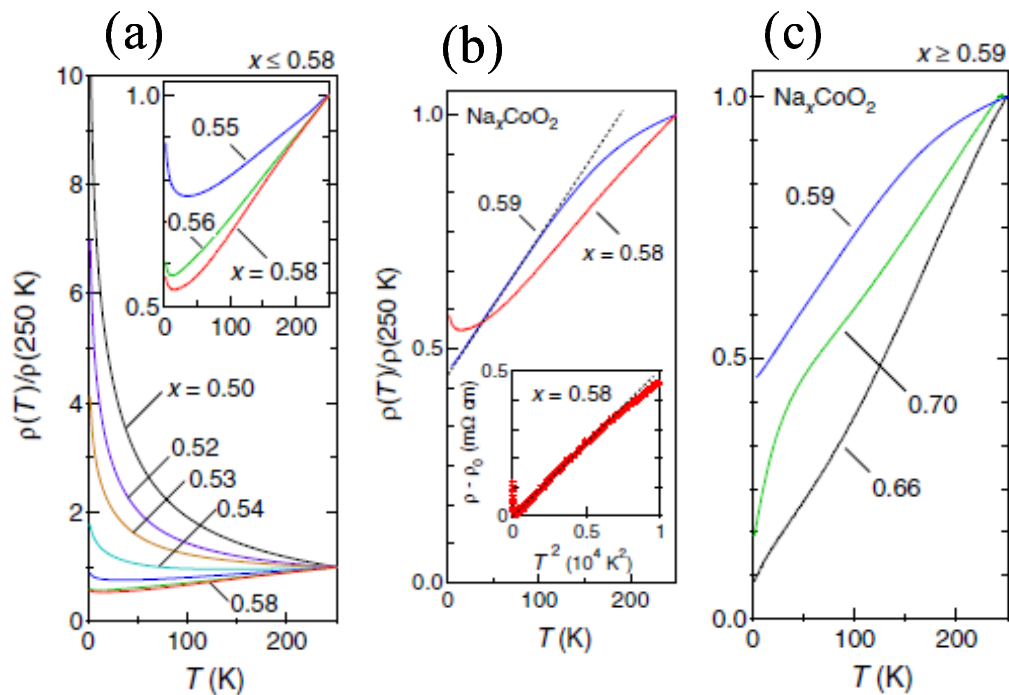 (a)
x ≤ 0.58
10
8
6
4
2
0
ρ(T)/ρ(250 K)
1.0
0.5
0.55
0.56
x = 0.58
0 100 200
x = 0.50
0.52
0.53
0.54
0.58
0 100 200
T (K)
(b)
NaxCoO2
1.0
0.5
0.0
ρ(T)/ρ(250 K)
0.59
x = 0.58
x = 0.58
ρ - ρ0 (mΩ cm)
0.5
0
0 0.5 1
T 2 (10 4 K 2)
0 100 200
T (K)
(c)
x ≥ 0.59
NaxCoO2
1.0
0.5
0.0
0.59
0.70
0.66
0 100 200
T (K)